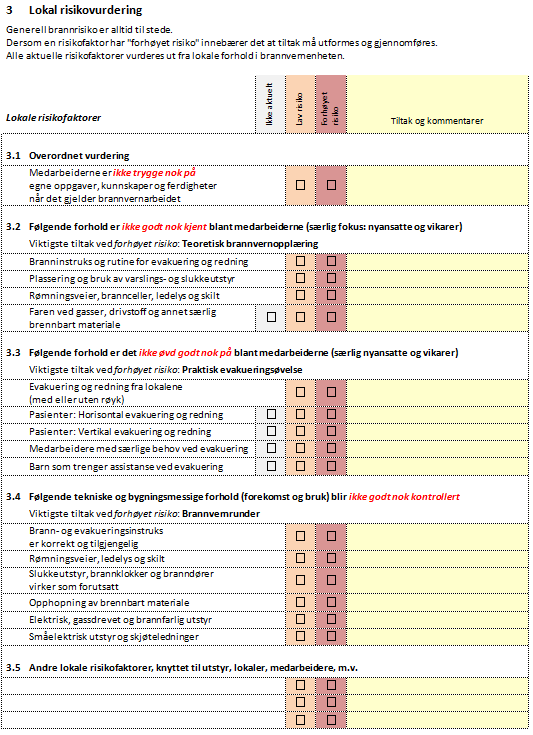 3 Lokal risikovurdering
Generell brannrisiko er alltid til stede.
Dersom en risikofaktor har "forhøyet risiko" innebærer det at tiltak må utformes og gjennomføres.
Alle aktuelle risikofaktorer vurderes ut fra lokale forhold i brannvernenheten.
Lokale risikofaktorer
Ikke aktuelt
Lav risiko
Forhøyet
risiko
Tiltak og kommentarer
3.1 Overordnet vurdering
Medarbeiderne er ikke trygge nok på
egne oppgaver, kunnskaper og ferdigheter
når det gjelder brannvernarbeidet
3.2 Følgende forhold er ikke godt nok kjent blant medarbeiderne (særlig fokus: nyansatte og vikarer)
Viktigste tiltak ved forhøyet risiko: Teoretisk brannvernopplæring
Branninstruks og rutine for evakuering og redning
Plassering og bruk av varslings- og slukkeutstyr
Rømningsveier, branceller, ledelys og skilt
Faren ved gasser, drivstoff og annet særlig
brennbart materiale
3.3 Følgende forhold er det ikke øvd godt nok på blant medarbeiderne (særlig nyansatte og vikarer)
Viktigste tiltak ved forhøyet risiko: Praktisk evakueringsøvelse
Evakuering og redning fra lokalene
(med eller uten røyk)
Pasienter: Horisontal evakuering og redning
Pasienter: Vertikal evakuering og redning
Medarbeidere med særlige behov ved evakuering
Barn som trenger assistanse ved evakuering
3.4 Følgende tekniske og bygningsmessige forhold (forekomst og bruk) blir ikke godt nok kontrollert
Viktigste tiltak ved forhøyet risiko: Brannvernrunder
Brann- og evakueringsinstruks
er korrekt og tilgjengelig
Rømningsveier, ledelys og skilt
Slukkeutstyr, brannklokker og branndører
virker som forutsatt
Opphopning av brennbart materiale
Elektrisk, gassdrevet og brannfarlig utstyr
Småelektrisk utstyr og skjøteledninger
3.5 Andre lokale risikofaktorer, knyttet til utstyr, lokaler, medarbeidere, m.v.